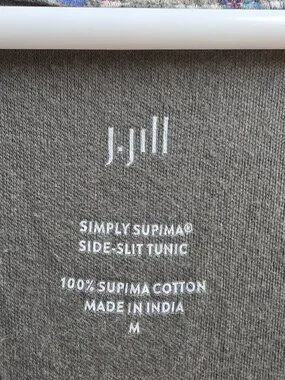 J.Jill
SIMPLY SUPIMA®
SIDE-SLIT TUNIC
100% SUPIMA COTTON
MADE IN INDIA
M